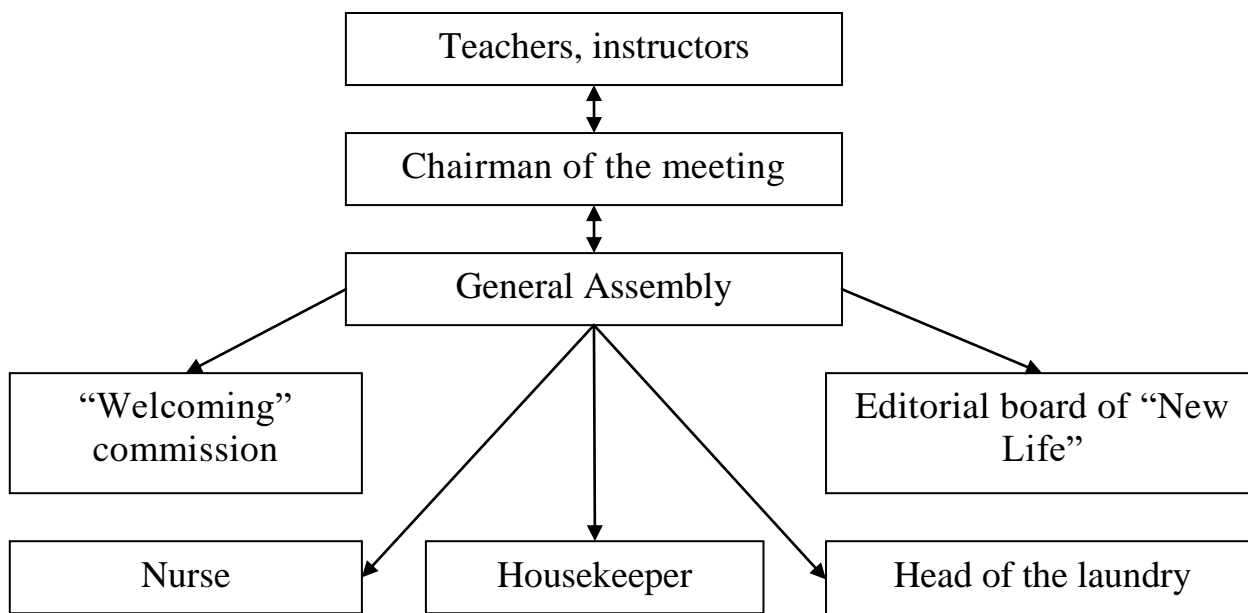 Teachers, instructors
Chairman of the meeting
General Assembly
“Welcoming”
commission
Editorial board of “New
Life”
Nurse
Housekeeper
Head of the laundry